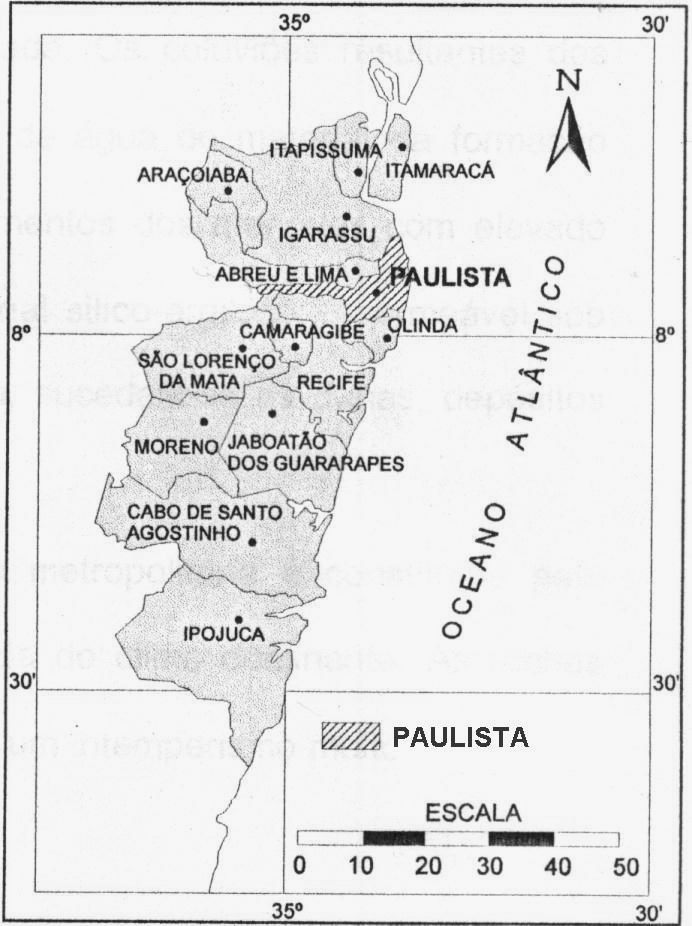 35º
30'
N
ITAPISSUMA
ARAÇOIABA
ITAMARACÁ
IGARASSU
ABREU E LIMA
PAULISTA
OLINDA
8º
8º
CAMARAGIBE
SÃO LORENÇO
DA MATA
RECIFE
MORENO
JABOATÃO
DOS GUARARAPES
CABO DE SANTO
AGOSTINHO
OCEANO ATLÂNTICO
IPOJUCA
30'
30'
PAULISTA
ESCALA
0 10 20 30 40 50
35º
30'